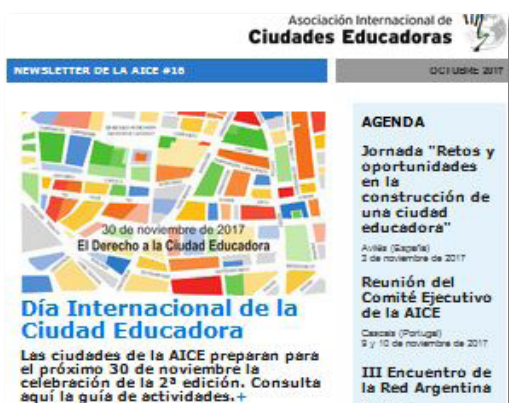 Asociación Internacional de
Ciudades Educadoras
NEWSLETTER DE LA AICE #16
OCTUBRE 2017
30 de noviembre de 2017
El Derecho a la Ciudad Educadora
Día Internacional de la
Ciudad Educadora
Las ciudades de la AICE preparan para
el próximo 30 de noviembre la
celebración de la 2ª edición. Consulta
aquí la guía de actividades.+
AGENDA
Jornada "Retos y
oportunidades
en la
construcción de
una ciudad
educadora"
Avilés (España)
3 de noviembre de 2017
Reunión del
Comité Ejecutivo
de la AICE
Cascais (Portugal)
9 y 10 de noviembre de 2017
III Encuentro de
la Red Argentina